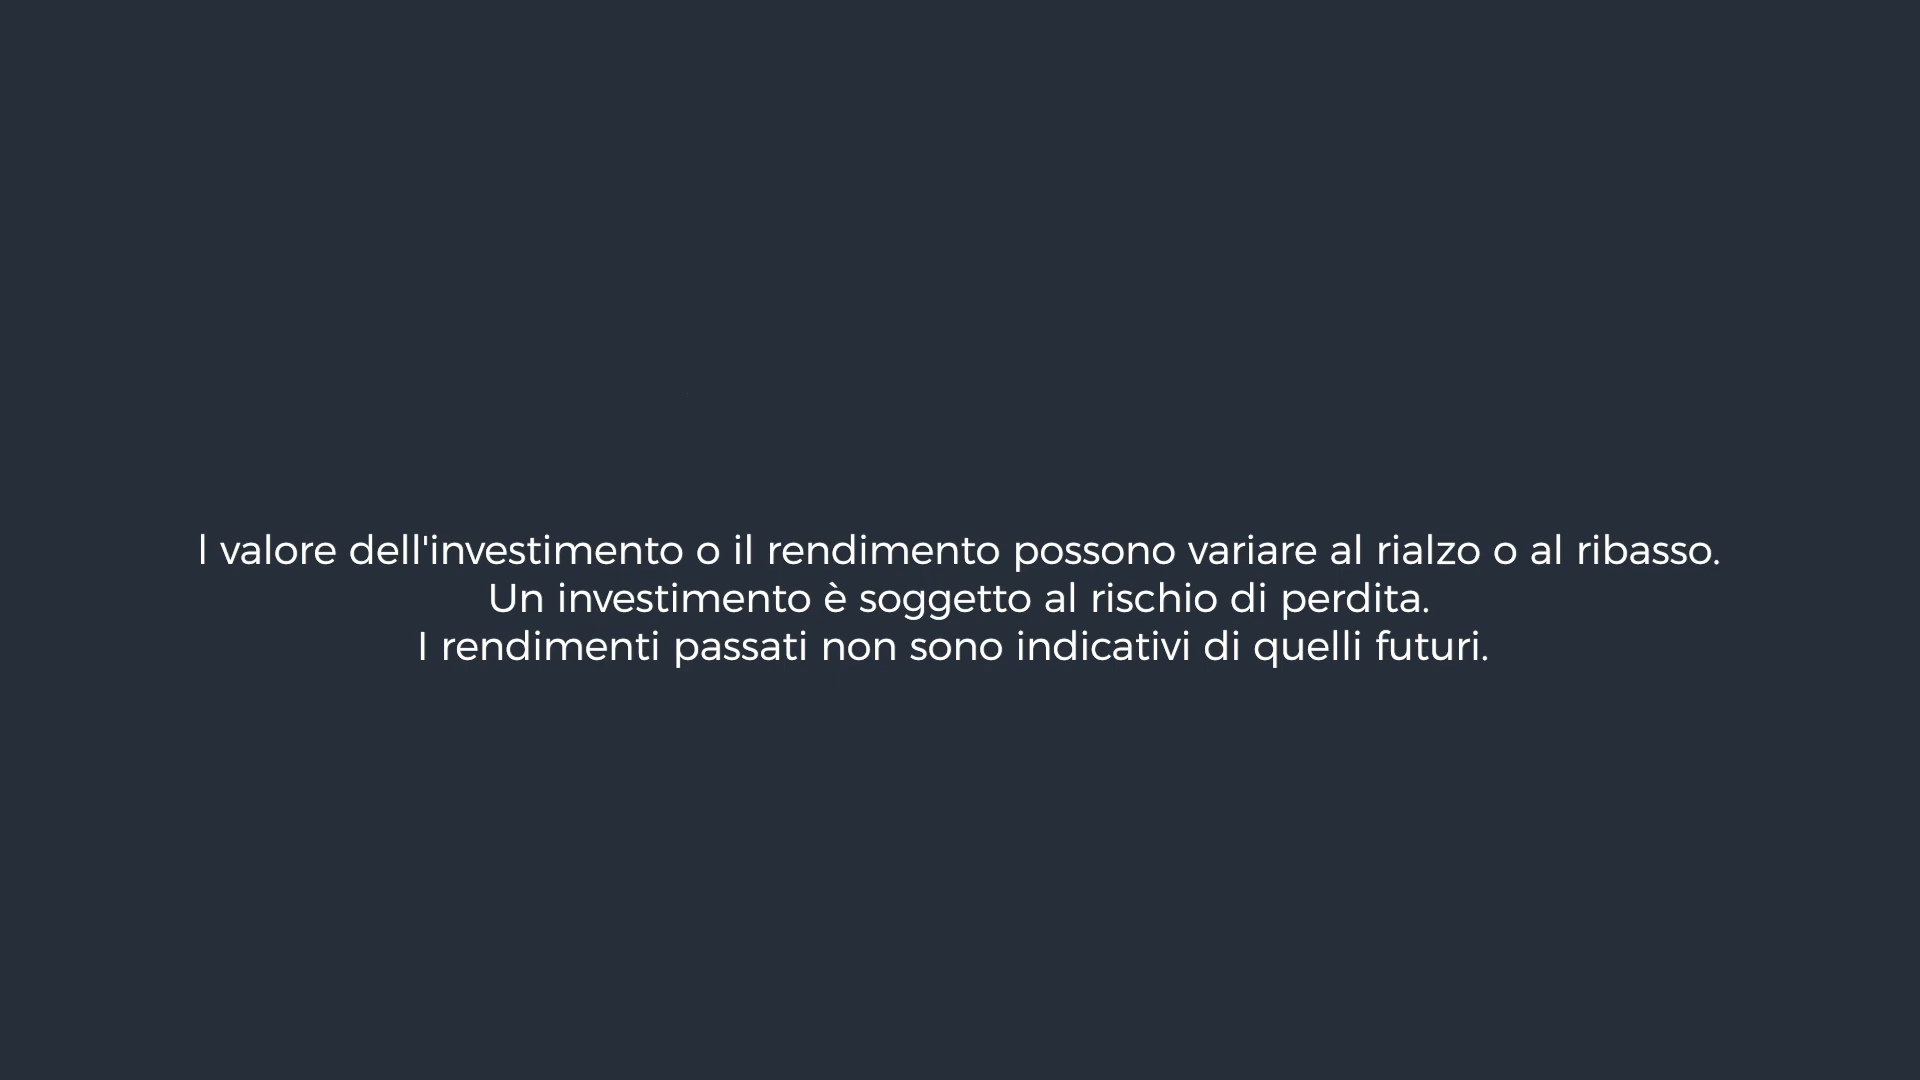 l valore dell'investimento o il rendimento possono variare al rialzo o al ribasso.
Un investimento è soggetto al rischio di perdita.
I rendimenti passati non sono indicativi di quelli futuri.